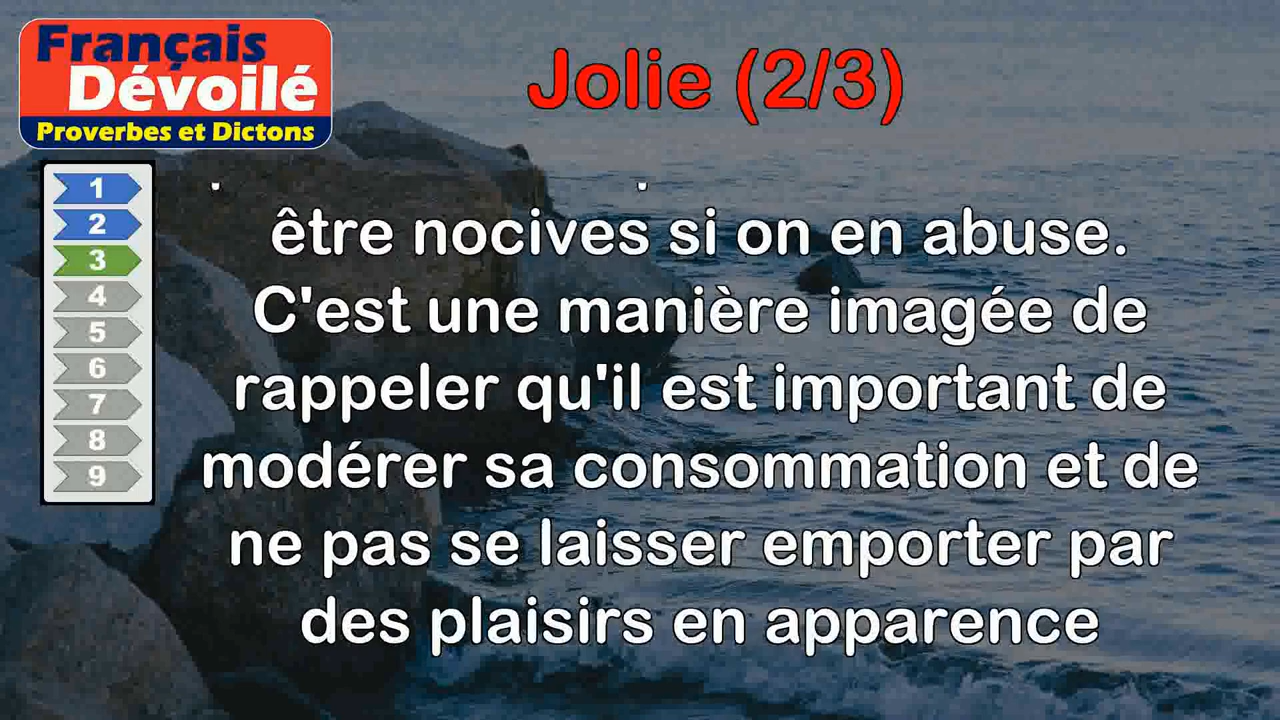 Français
Dévoilé
Proverbes et Dictons
Jolie (2/3)
1
2
3
4
5
6
7
8
9
être nocives si on en abuse.
C'est une manière imagée de
rappeler qu'il est important de
modérer sa consommation et de
ne pas se laisser emporter par
des plaisirs en apparence